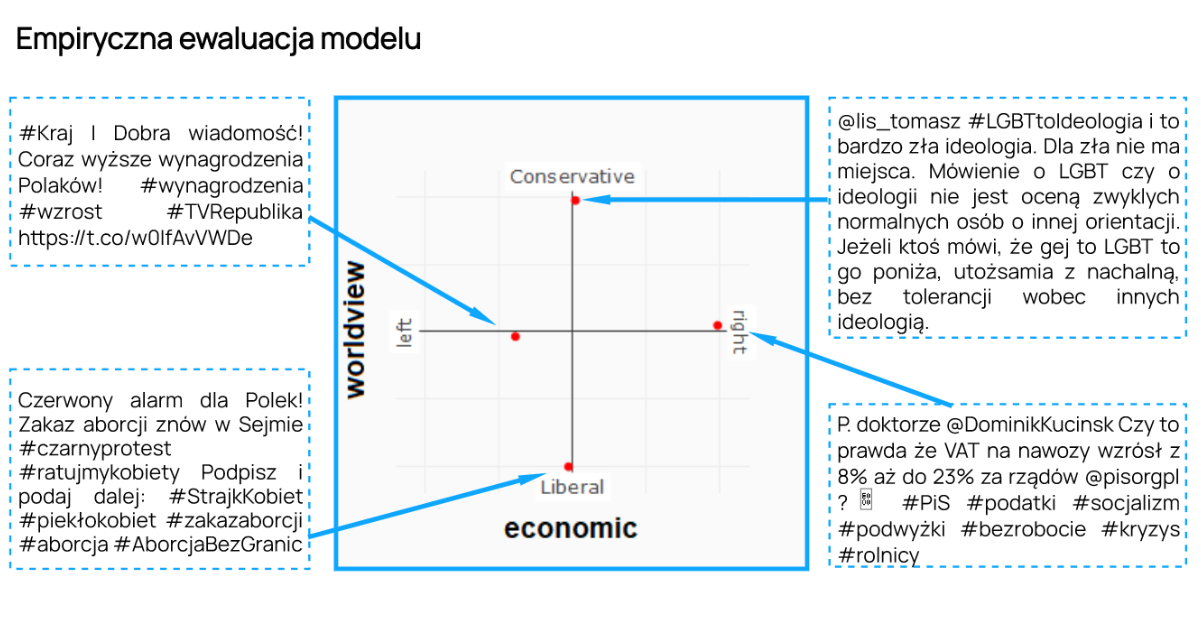 Empiryczna ewaluacja modelu
#Kraj I Dobra wiadomość!
Coraz wyższe wynagrodzenia
Polaków! #wynagrodzenia
#wzrost #TVRepublika
https://t.co/w0IfAvVWDe
Czerwony alarm dla Polek!
Zakaz aborcji znów w Sejmie
#czarnyprotest
#ratujmykobiety Podpisz i
podaj dalej: #StrajkKobiet
#piekłokobiet #zakazaborcji
#aborcja #AborcjaBezGranic
Conservative
worldview
left
right
Liberal
economic
@lis_tomasz #LGBTtoIdeologia i to
bardzo zła ideologia. Dla zła nie ma
miejsca. Mówienie o LGBT czy o
ideologii nie jest oceną zwyklych
normalnych osób o innej orientacji.
Jeżeli ktoś mówi, że gej to LGBT to
go poniża, utożsamia z nachalną,
bez tolerancji wobec innych
ideologią.
P. doktorze @DominikKucinsk Czy to
prawda że VAT na nawozy wzrósł z
8% aż do 23% za rządów @pisorgpl
? #PiS #podatki #socjalizm
#podwyżki #bezrobocie #kryzys
#rolnicy